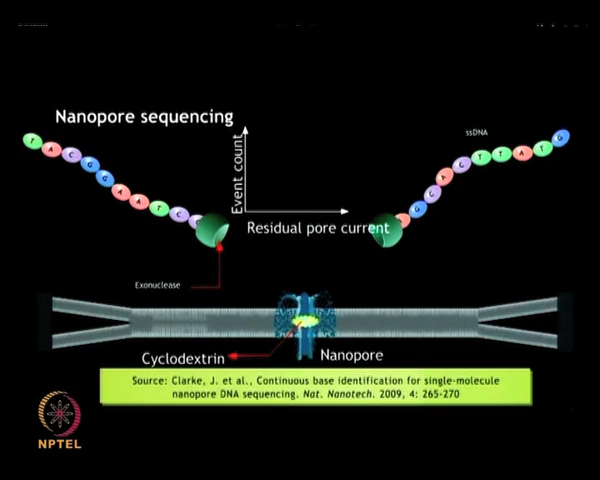 Nanopore sequencing
ssDNA
T A C G G A A T C
G C A C T T A T G
Event count
Residual pore current
Exonuclease
Cyclodextrin
Nanopore
Source: Clarke, J. et al., Continuous base identification for single-molecule
nanopore DNA sequencing. Nat. Nanotech. 2009, 4: 265-270
NPTEL